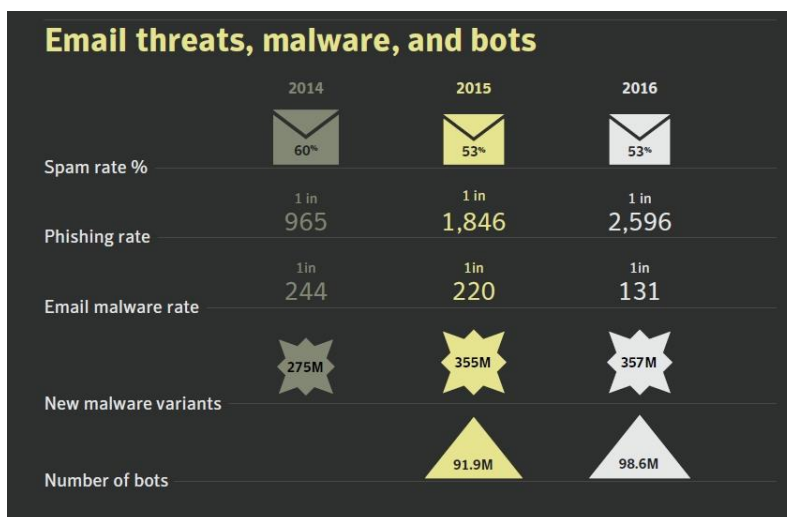 Email threats, malware, and bots
2014 2015 2016
60% 53% 53%
Spam rate %
1 in 1 in 1 in
965 1,846 2,596
Phishing rate
1in 1in 1in
244 220 131
Email malware rate
275M 355M 357M
New malware variants
91.9M 98.6M
Number of bots